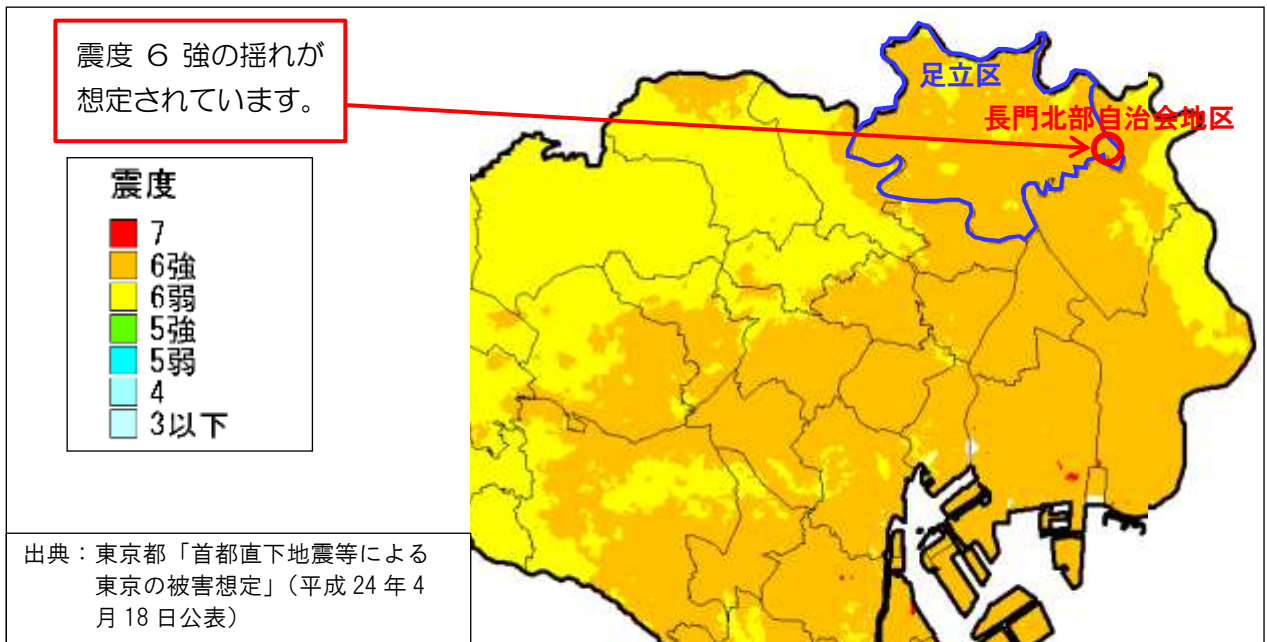 震度 6 強の揺れが
想定されています。
足立区
長門北部自治会地区
震度
7
6強
6弱
5強
5弱
4
3以下
出典：東京都「首都直下地震等による
東京の被害想定」（平成 24 年 4
月 18 日公表）